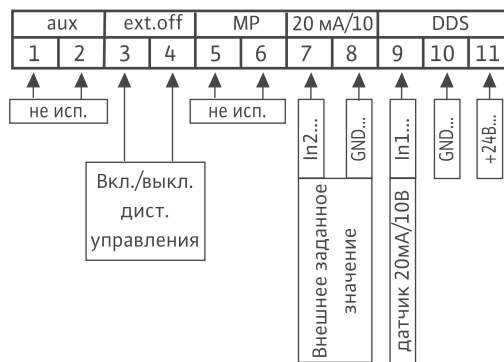 aux ext.off MP 20 мА/10 DDS
1 2 3 4 5 6 7 8 9 10 11
не исп. не исп.
In2... GND... In1... GND... +24В...
Вкл./выкл.
дист.
управления
Внешнее заданное
значение
датчик 20мА/10В